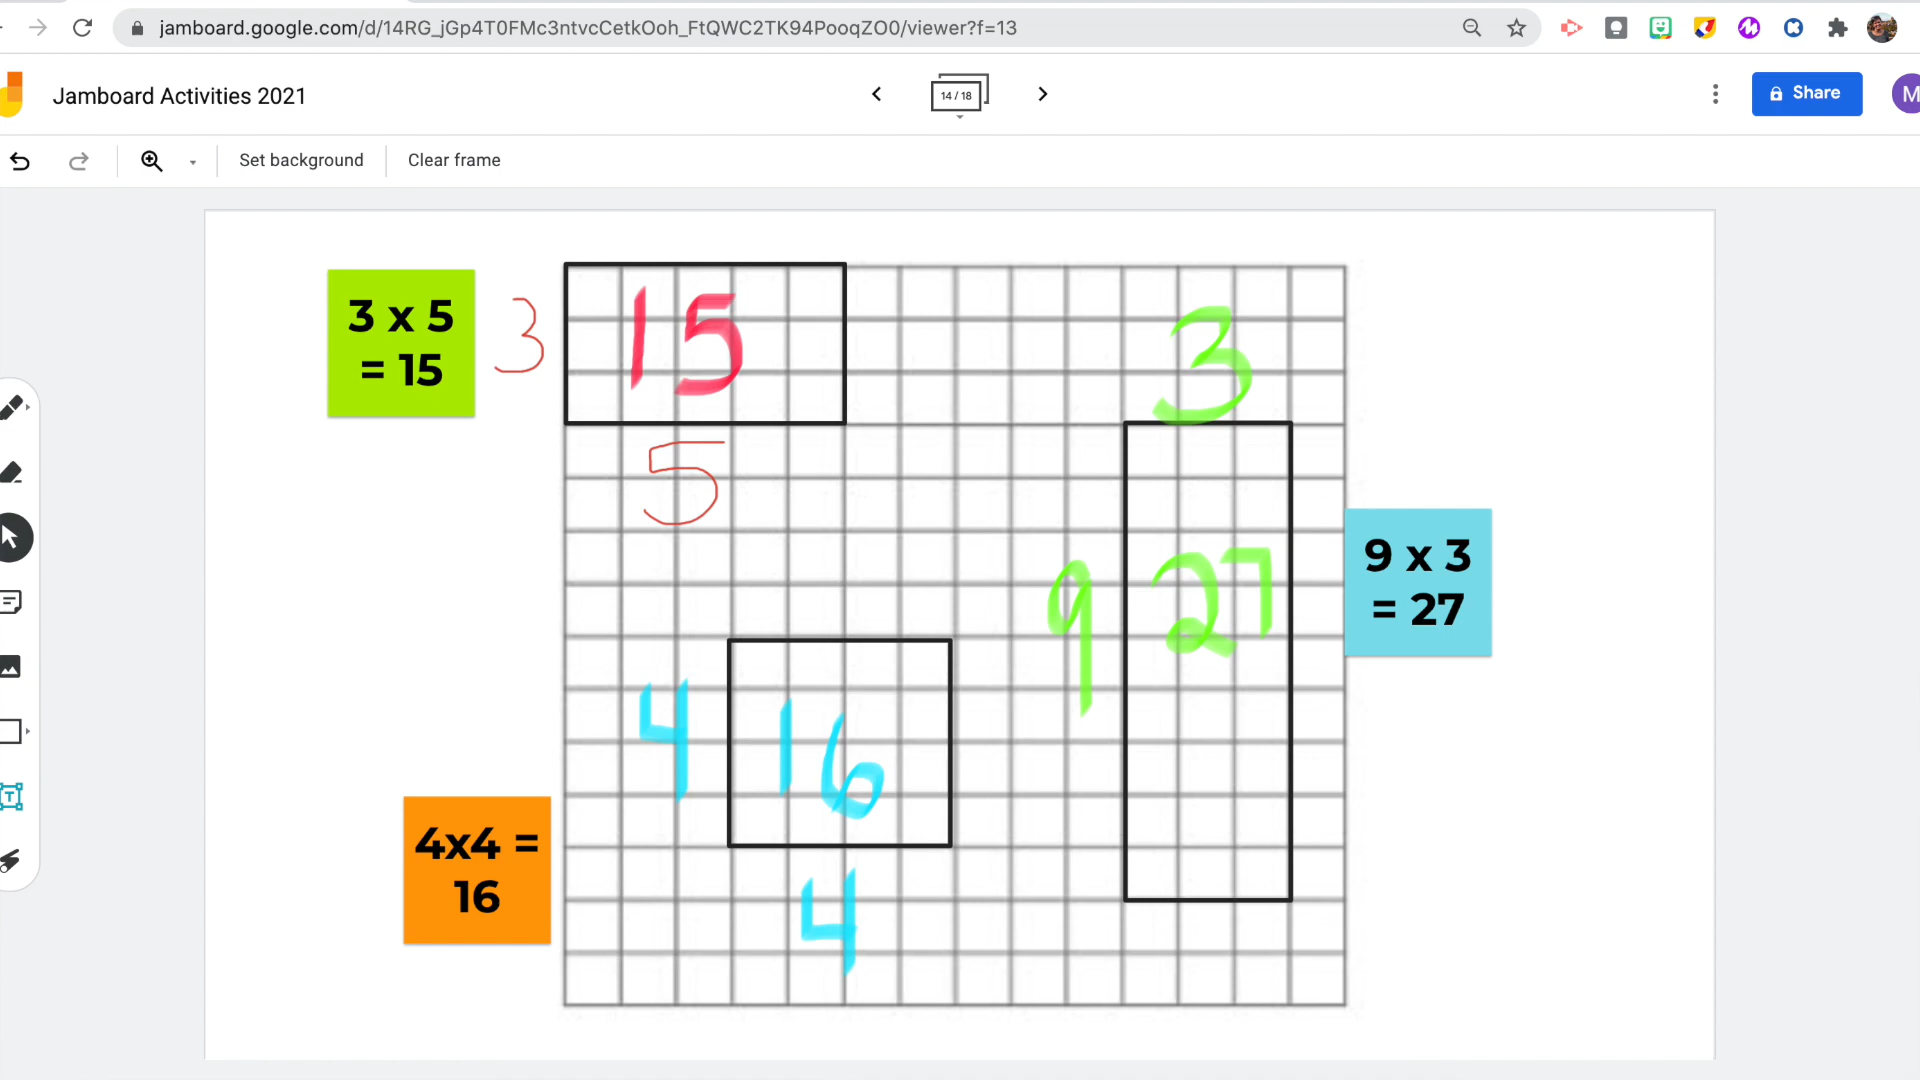 jamboard.google.com/d/14RG_jGp4T0FMc3ntvcCetkOoh_FtQWC2TK94PooqZO0/viewer?f=13
Jamboard Activities 2021
14 / 18
Share
M
Set background
Clear frame
3 x 5
= 15
3
15
5
3
9
27
9 x 3
= 27
4
16
4
4x4 =
16